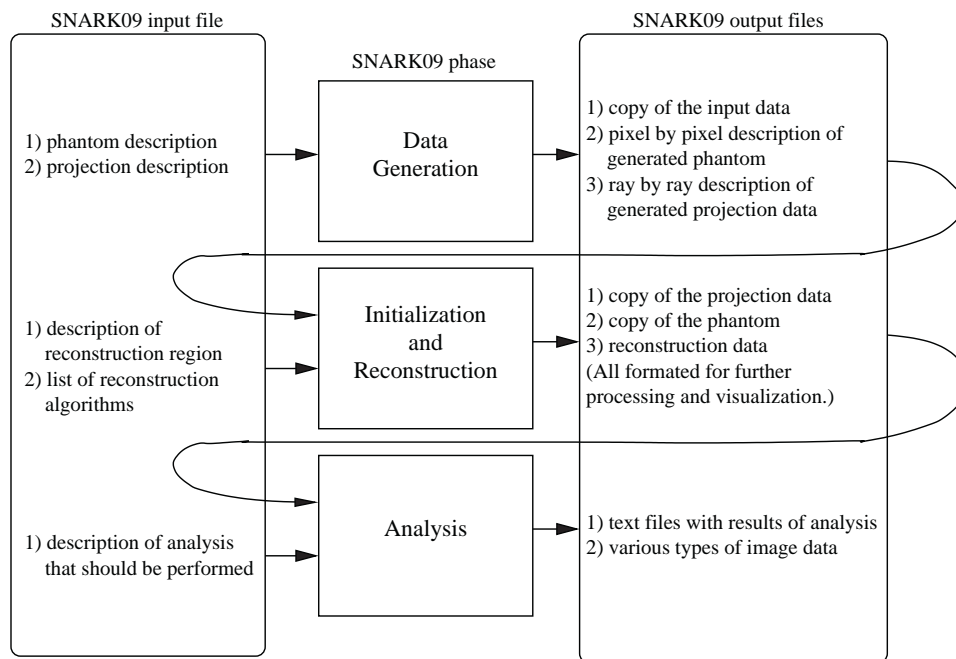 SNARK09 input file
SNARK09 output files
SNARK09 phase
1) phantom description
2) projection description
Data
Generation
1) copy of the input data
2) pixel by pixel description of
generated phantom
3) ray by ray description of
generated projection data
1) description of
reconstruction region
2) list of reconstruction
algorithms
Initialization
and
Reconstruction
1) copy of the projection data
2) copy of the phantom
3) reconstruction data
(All formated for further
processing and visualization.)
1) description of analysis
that should be performed
Analysis
1) text files with results of analysis
2) various types of image data